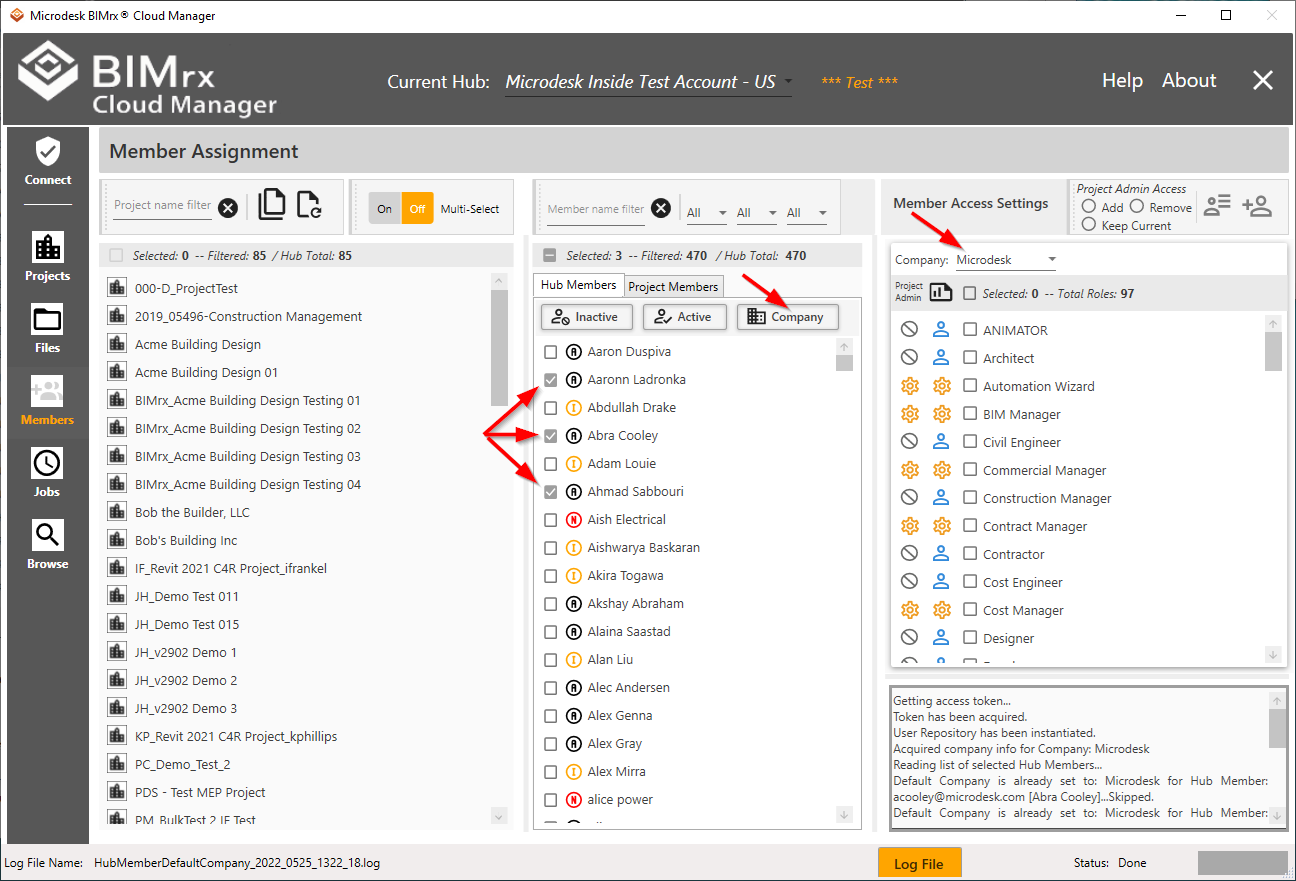 Microdesk BIMrx® Cloud Manager
BIMrx
Cloud Manager
Current Hub: Microdesk Inside Test Account - US
*** Test ***
Help
About
Connect
Projects
Files
Members
Jobs
Browse
Member Assignment
Project name filter
On
Off
Multi-Select
Member name filter
All
All
All
Member Access Settings
Project Admin Access
Add
Remove
Keep Current
Selected: 0 -- Filtered: 85 / Hub Total: 85
000-D_ProjectTest
2019_05496-Construction Management
Acme Building Design
Acme Building Design 01
BIMrx_Acme Building Design Testing 01
BIMrx_Acme Building Design Testing 02
BIMrx_Acme Building Design Testing 03
BIMrx_Acme Building Design Testing 04
Bob the Builder, LLC
Bob's Building Inc
IF_Revit 2021 C4R Project_ifrankel
JH_Demo Test 011
JH_Demo Test 015
JH_v2902 Demo 1
JH_v2902 Demo 2
JH_v2902 Demo 3
KP_Revit 2021 C4R Project_kphillips
PC_Demo_Test_2
PDS - Test MEP Project
PM_BulkTest 2 IF Test
Selected: 3 -- Filtered: 470 / Hub Total: 470
Hub Members
Project Members
Inactive
Active
Company
A Aaron Duspiva
A Aaronn Ladronka
I Abdullah Drake
A Abra Cooley
I Adam Louie
A Ahmad Sabbouri
N Aish Electrical
I Aishwarya Baskaran
I Akira Togawa
A Akshay Abraham
A Alaina Saastad
I Alan Liu
A Alec Andersen
A Alex Genna
A Alex Gray
I Alex Mirra
N alice power
Company: Microdesk
Project
Admin
Selected: 0 -- Total Roles: 97
ANIMATOR
Architect
Automation Wizard
BIM Manager
Civil Engineer
Commercial Manager
Construction Manager
Contract Manager
Contractor
Cost Engineer
Cost Manager
Designer
Getting access token...
Token has been acquired.
User Repository has been instantiated.
Acquired company info for Company: Microdesk
Reading list of selected Hub Members...
Default Company is already set to: Microdesk for Hub Member:
acooley@microdesk.com [Abra Cooley]...Skipped.
Default Company is already set to: Microdesk for Hub Member:
Log File Name: HubMemberDefaultCompany_2022_0525_1322_18.log
Log File
Status: Done